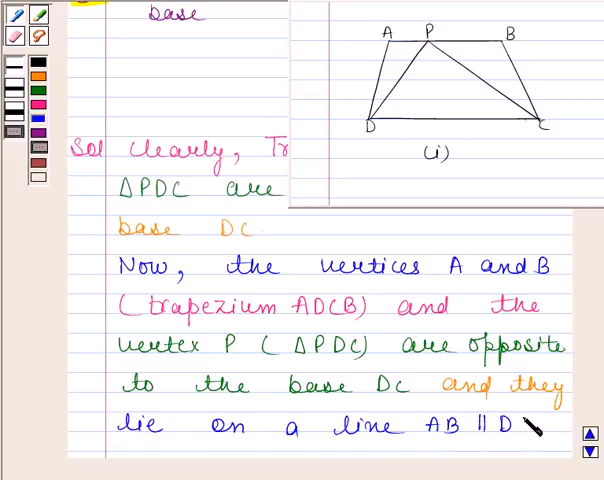 base
A P B
D C
(i)
Sol Clearly,
ΔPDC are
base DC
Now, the vertices A and B
(trapezium ADCB) and the
vertex P (ΔPDC) are opposite
to the base DC and they
lie on a line AB || D